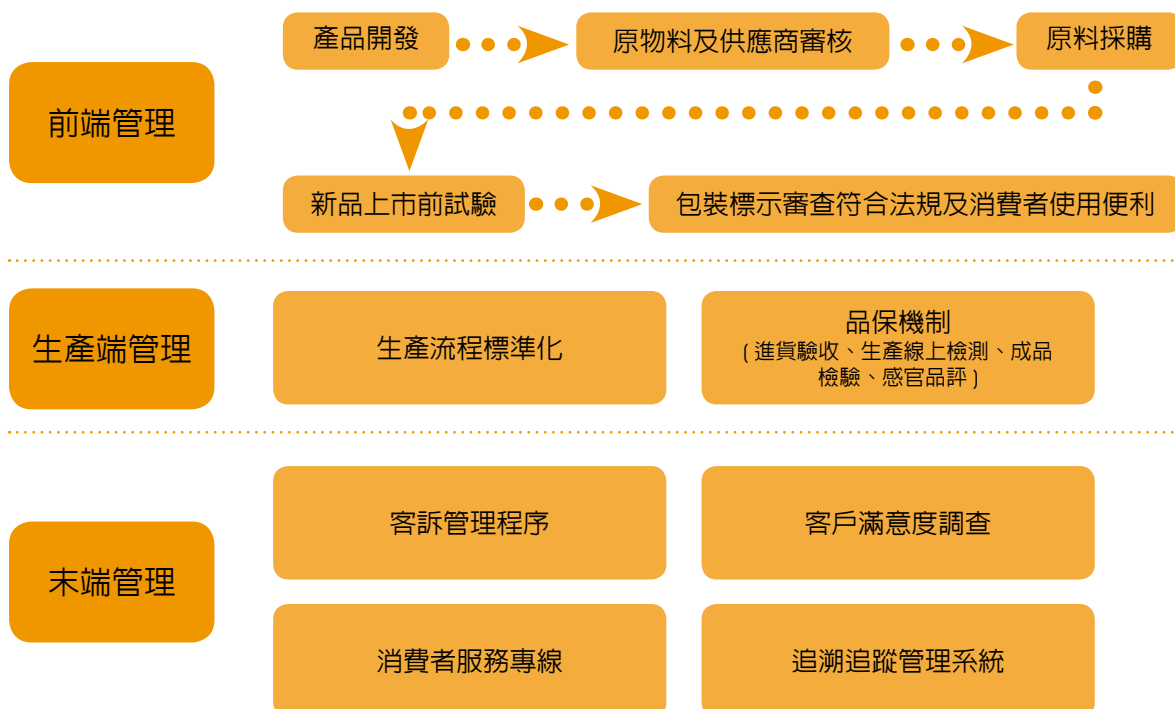 前端管理
產品開發
原物料及供應商審核
原料採購
新品上市前試驗
包裝標示審查符合法規及消費者使用便利
生產端管理
生產流程標準化
品保機制
( 進貨驗收、生產線上檢測、成品
檢驗、感官品評 )
末端管理
客訴管理程序
客戶滿意度調查
消費者服務專線
追溯追蹤管理系統